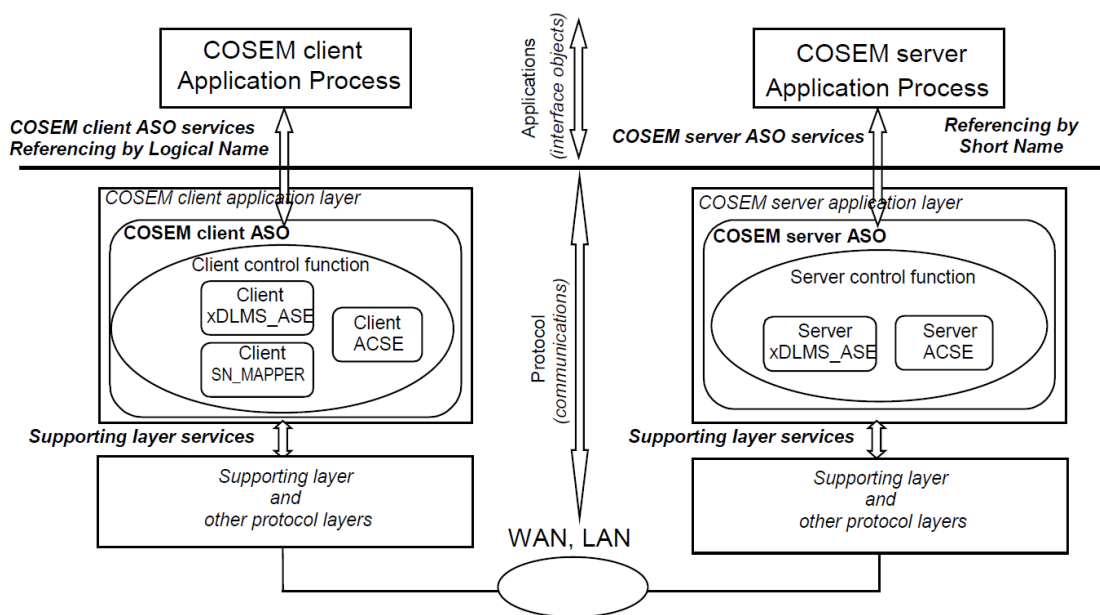 COSEM client
Application Process
COSEM client ASO services
Referencing by Logical Name
COSEM client application layer
COSEM client ASO
Client control function
Client
xDLMS_ASE
Client
ACSE
Client
SN_MAPPER
Supporting layer services
Supporting layer
and
other protocol layers
Applications
(interface objects)
Protocol
(communications)
WAN, LAN
COSEM server
Application Process
COSEM server ASO services
Referencing by
Short Name
COSEM server application layer
COSEM server ASO
Server control function
Server
xDLMS_ASE
Server
ACSE
Supporting layer services
Supporting layer
and
other protocol layers